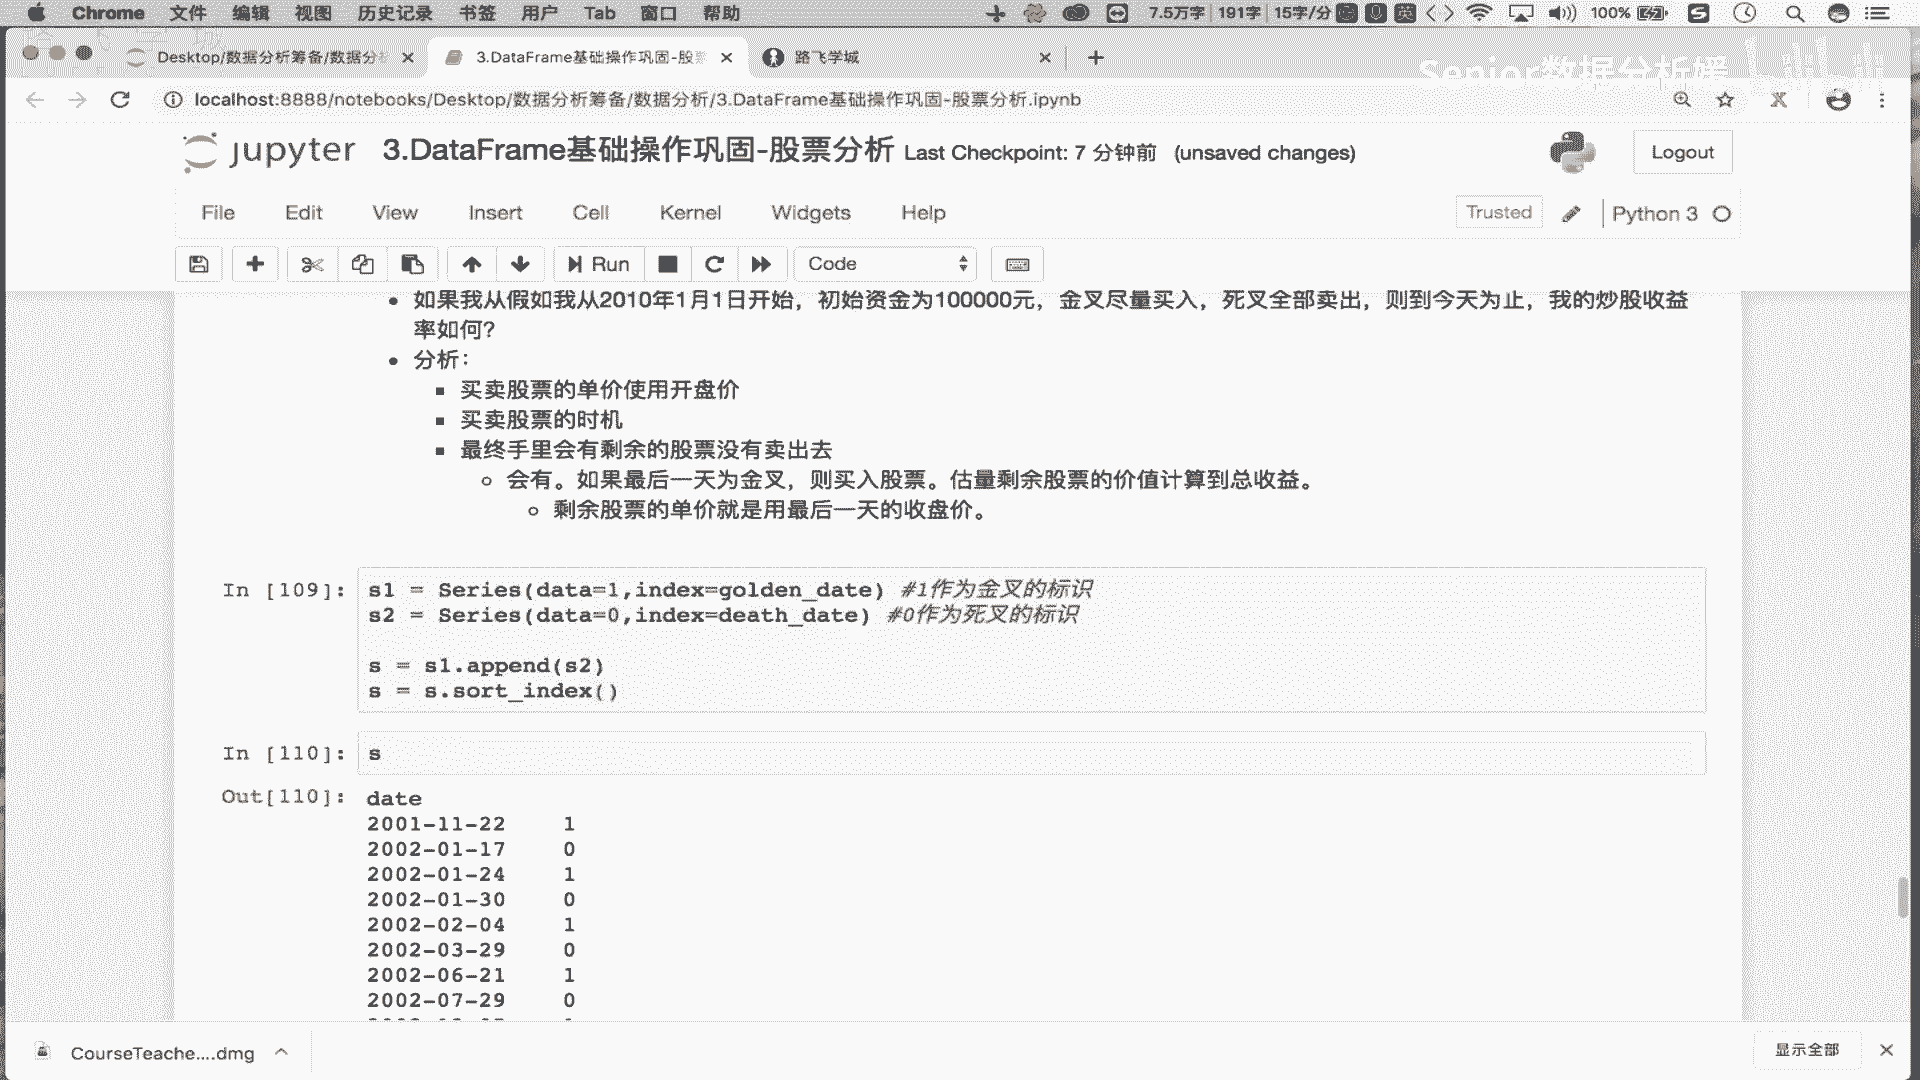 Chrome 文件 编辑 视图 历史记录 书签 用户 Tab 窗口 帮助 7.5万字 191字 15字/分 英 100%
Desktop/数据分析筹备/数据分析
3.DataFrame基础操作巩固-股票
路飞学城
Senior数据分析媛 bilibili
localhost:8888/notebooks/Desktop/数据分析筹备/数据分析/3.DataFrame基础操作巩固-股票分析.ipynb
jupyter 3.DataFrame基础操作巩固-股票分析 Last Checkpoint: 7 分钟前 (unsaved changes) Logout
File Edit View Insert Cell Kernel Widgets Help Trusted Python 3
Run Code
如果我从假如我从2010年1月1日开始，初始资金为100000元，金叉尽量买入，死叉全部卖出，则到今天为止，我的炒股收益
率如何?
分析：
买卖股票的单价使用开盘价
买卖股票的时机
最终手里会有剩余的股票没有卖出去
会有。如果最后一天为金叉，则买入股票。估量剩余股票的价值计算到总收益。
剩余股票的单价就是用最后一天的收盘价。
In [109]: s1 = Series(data=1,index=golden_date) #1作为金叉的标识
s2 = Series(data=0,index=death_date) #0作为死叉的标识
s = s1.append(s2)
s = s.sort_index()
In [110]: s
Out[110]: date
2001-11-22 1
2002-01-17 0
2002-01-24 1
2002-01-30 0
2002-02-04 1
2002-03-29 0
2002-06-21 1
2002-07-29 0
CourseTeache....dmg 显示全部